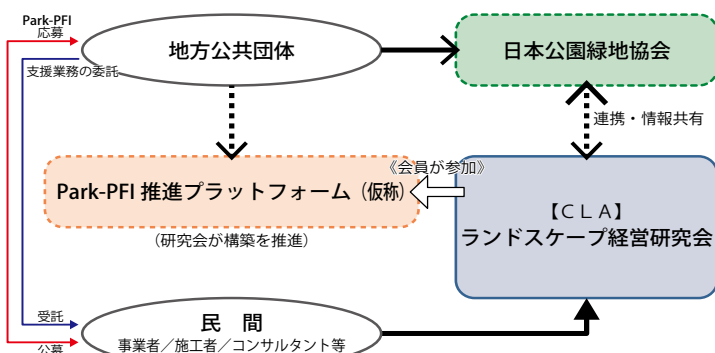 Park-PFI
応募
支援業務の委託
地方公共団体
日本公園緑地協会
連携・情報共有
《会員が参加》
Park-PFI 推進プラットフォーム（仮称）
（研究会が構築を推進）
【ＣＬＡ】
ランドスケープ経営研究会
受託
公募
民　間
事業者／施工者／コンサルタント等